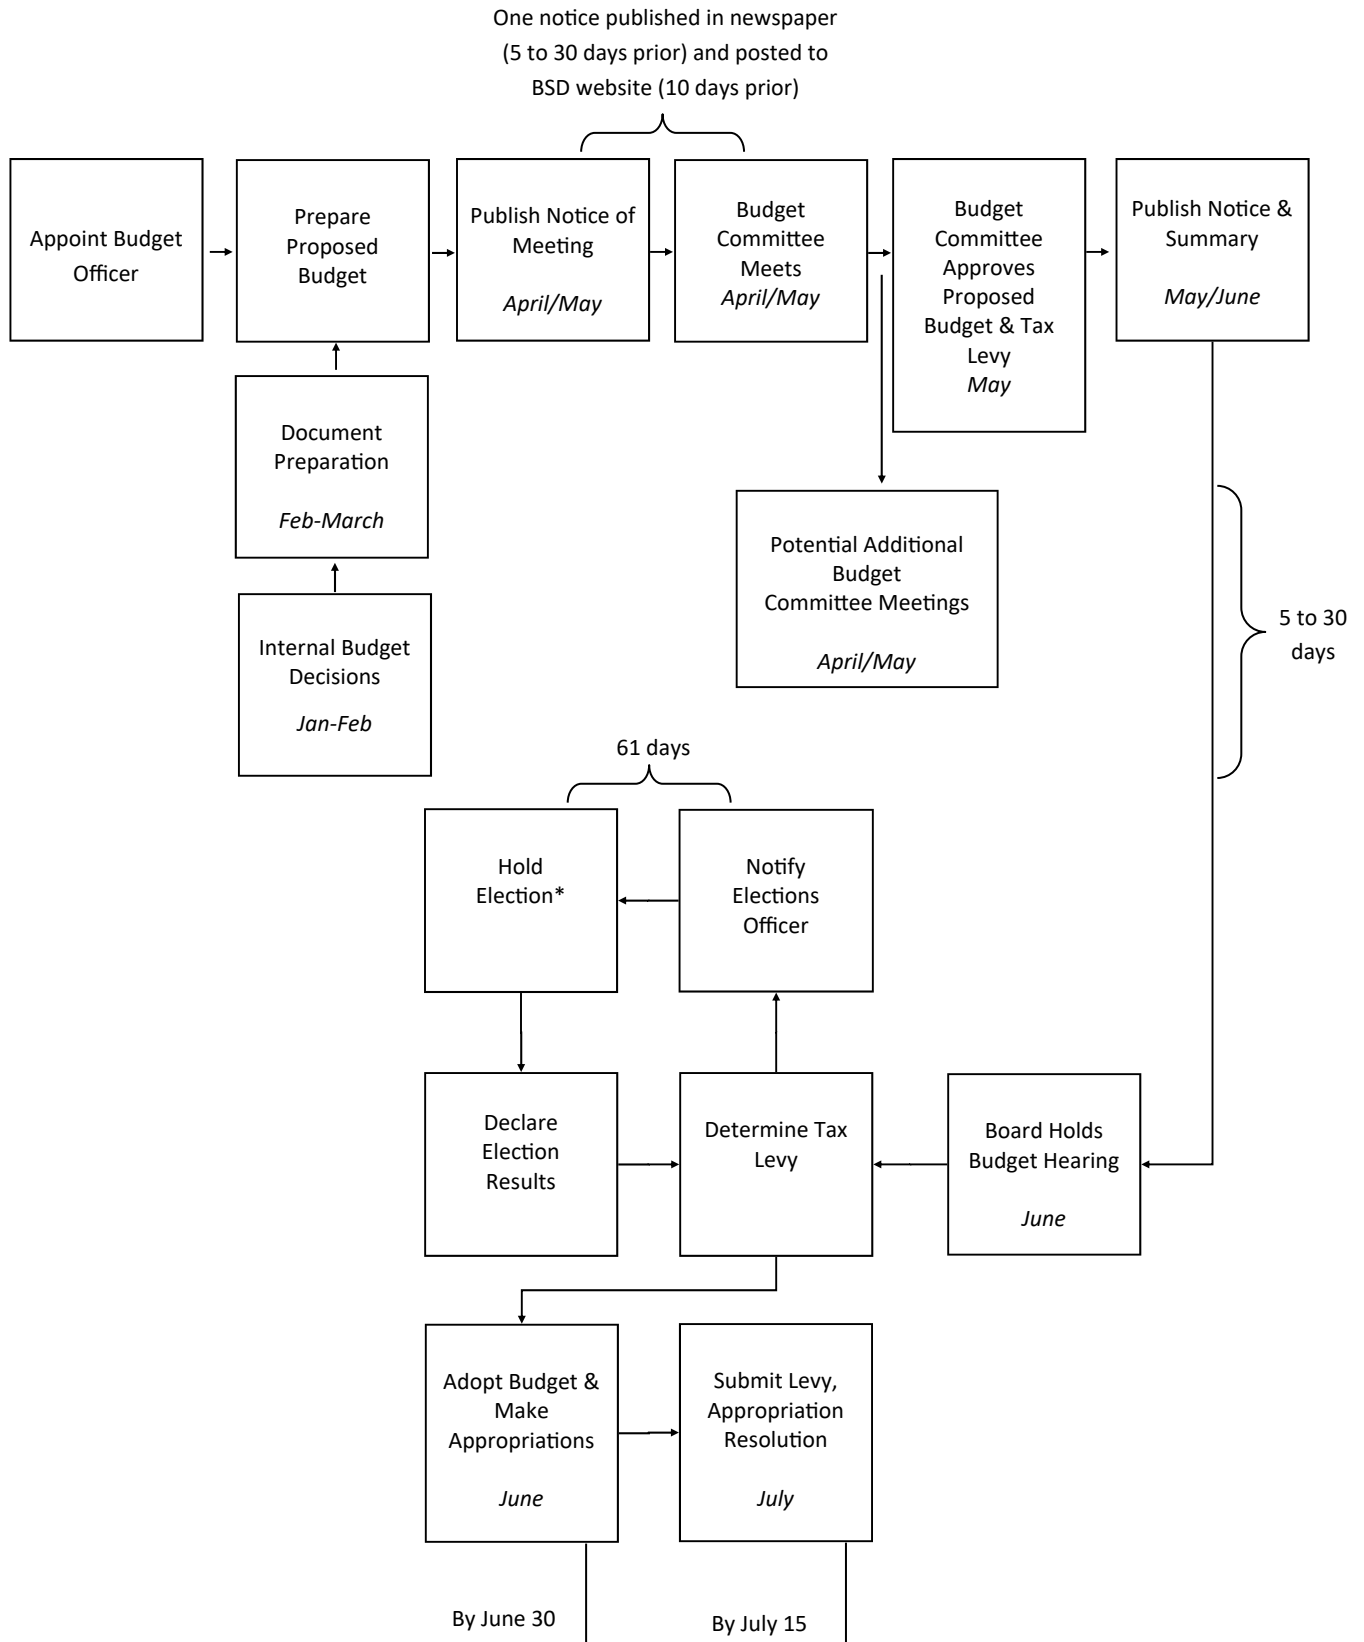 One notice published in newspaper
(5 to 30 days prior) and posted to
BSD website (10 days prior)
Appoint Budget
Officer
Prepare
Proposed
Budget
Publish Notice of
Meeting
April/May
Budget
Committee
Meets
April/May
Budget
Committee
Approves
Proposed
Budget & Tax
Levy
May
Publish Notice &
Summary
May/June
Document
Preparation
Feb-March
Potential Additional
Budget
Committee Meetings
April/May
5 to 30
days
Internal Budget
Decisions
Jan-Feb
61 days
Hold
Election*
Notify
Elections
Officer
Declare
Election
Results
Determine Tax
Levy
Board Holds
Budget Hearing
June
Adopt Budget &
Make
Appropriations
June
Submit Levy,
Appropriation
Resolution
July
By June 30
By July 15